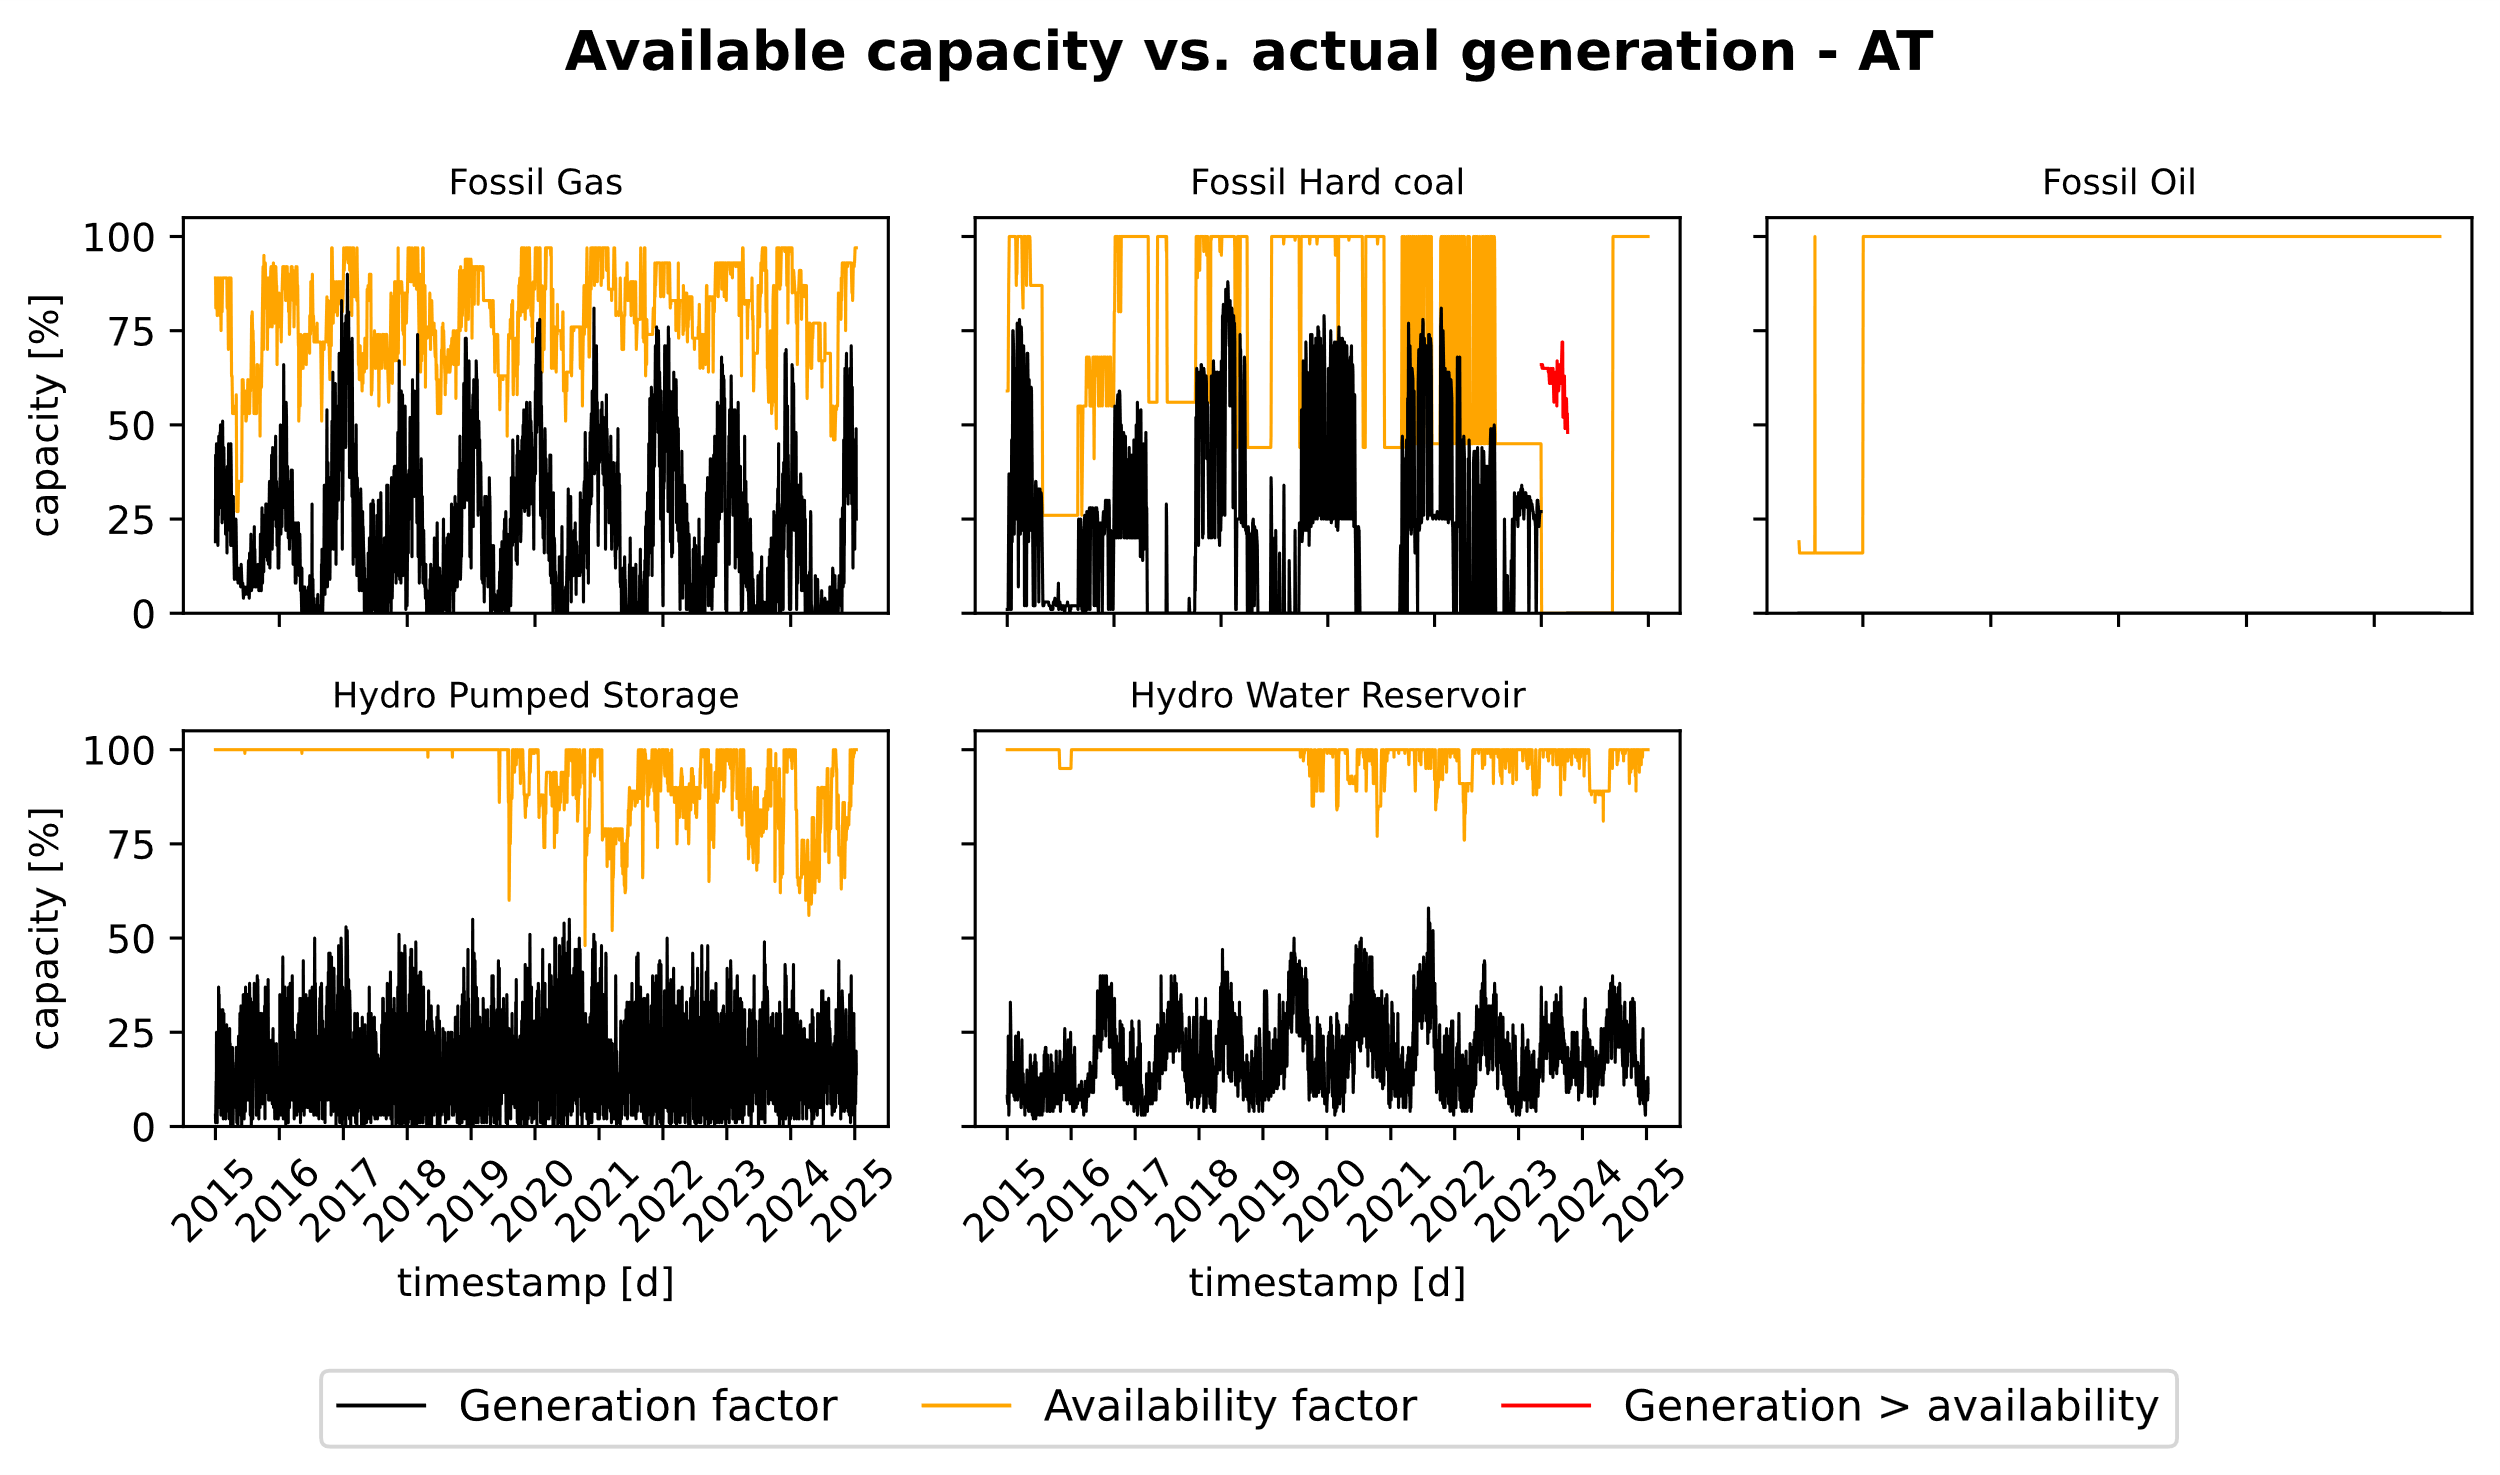 Available capacity vs. actual generation - AT
Fossil Gas
Fossil Hard coal
Fossil Oil
capacity [%]
100
75
50
25
0
Hydro Pumped Storage
Hydro Water Reservoir
capacity [%]
100
75
50
25
0
2015 2016 2017 2018 2019 2020 2021 2022 2023 2024 2025
2015 2016 2017 2018 2019 2020 2021 2022 2023 2024 2025
timestamp [d]
timestamp [d]
Generation factor
Availability factor
Generation > availability